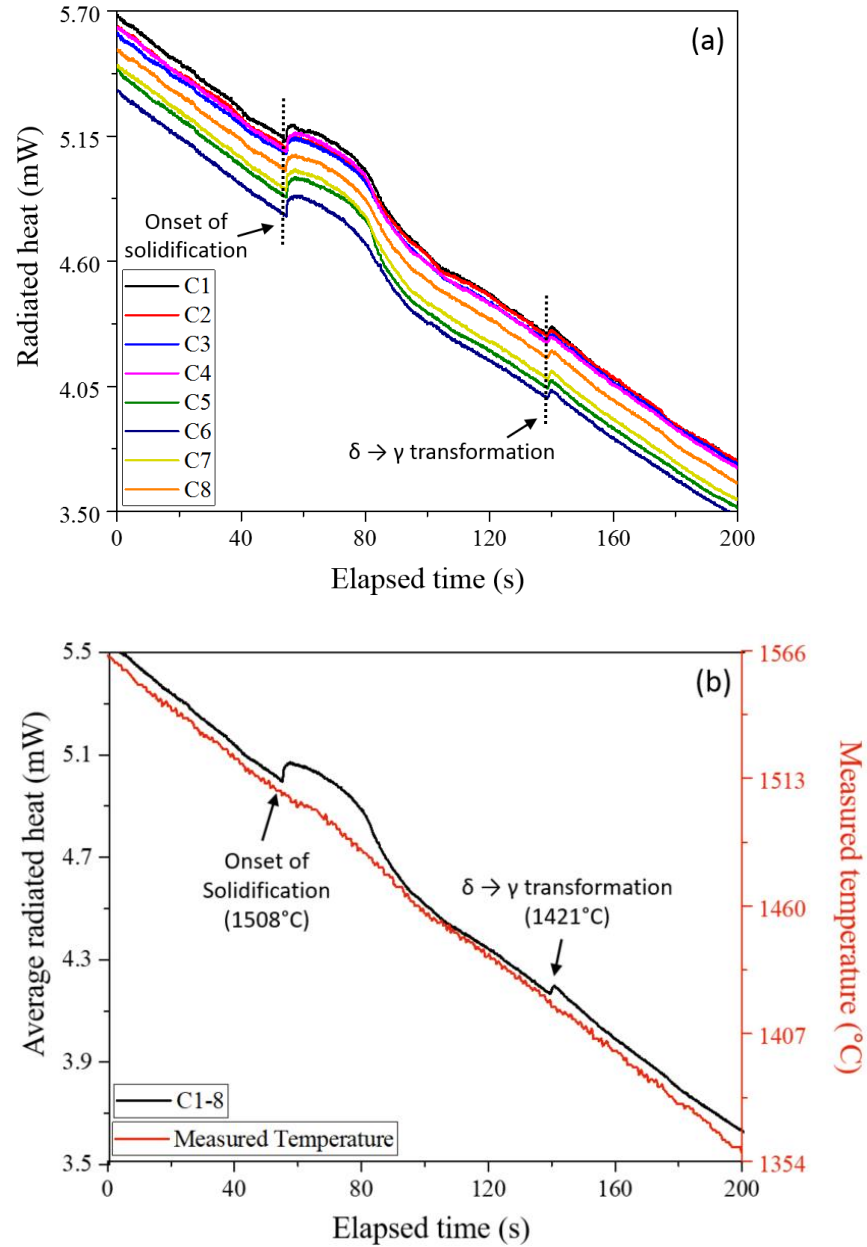 5.70
(a)
5.15
Radiated heat (mW)
Onset of
solidification
4.60
C1
C2
C3
C4
C5
C6
C7
C8
4.05
δ → γ transformation
3.50
0 40 80 120 160 200
Elapsed time (s)
5.5 1566
(b)
5.1 1513
Average radiated heat (mW)
Measured temperature (°C)
Onset of
Solidification
(1508°C)
4.7 1460
δ → γ transformation
(1421°C)
4.3
1407
3.9
C1-8
Measured Temperature
3.5 1354
0 40 80 120 160 200
Elapsed time (s)